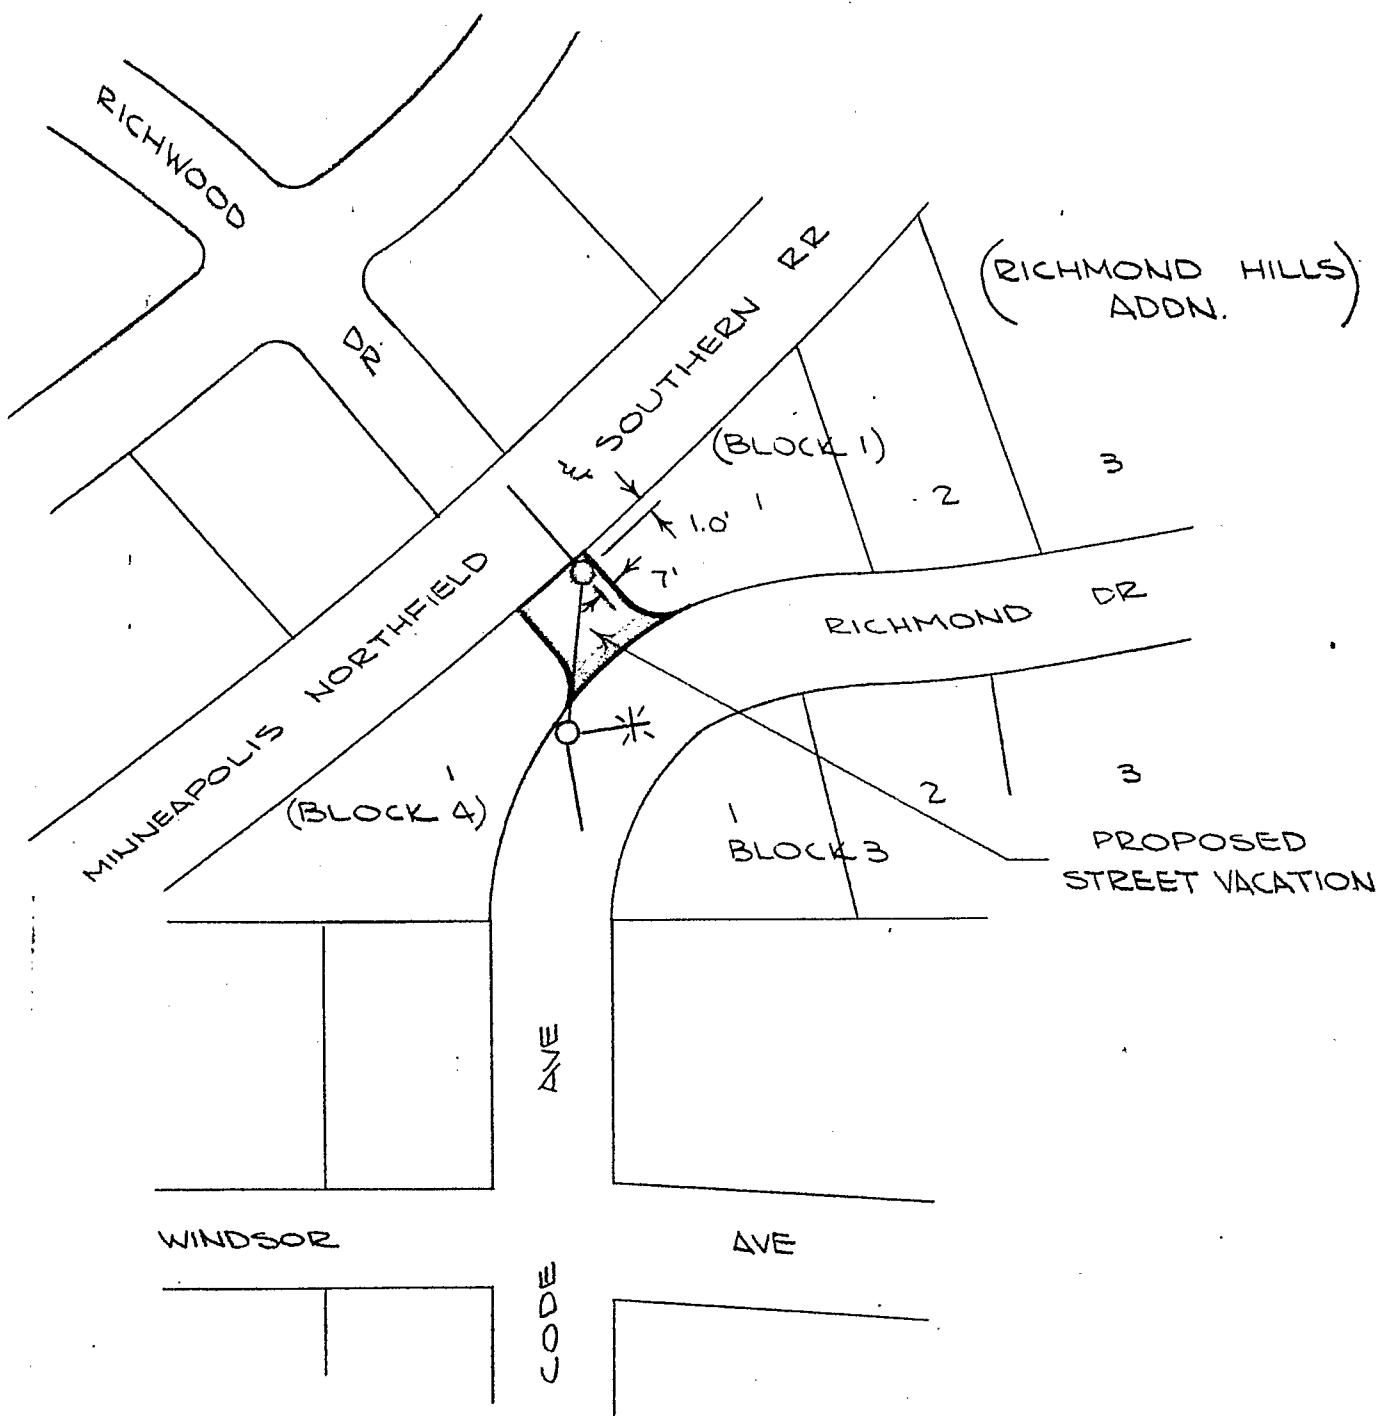 RICHWOOD
DR.
MINNEAPOLIS NORTHFIELD & SOUTHERN RR
(RICHMOND HILLS)
ADDN.
(BLOCK 1)
1
2
3
1.0'
7'
RICHMOND DR
1
(BLOCK 4)
1
BLOCK 3
2
3
PROPOSED
STREET VACATION
CODE AVE
WINDSOR AVE